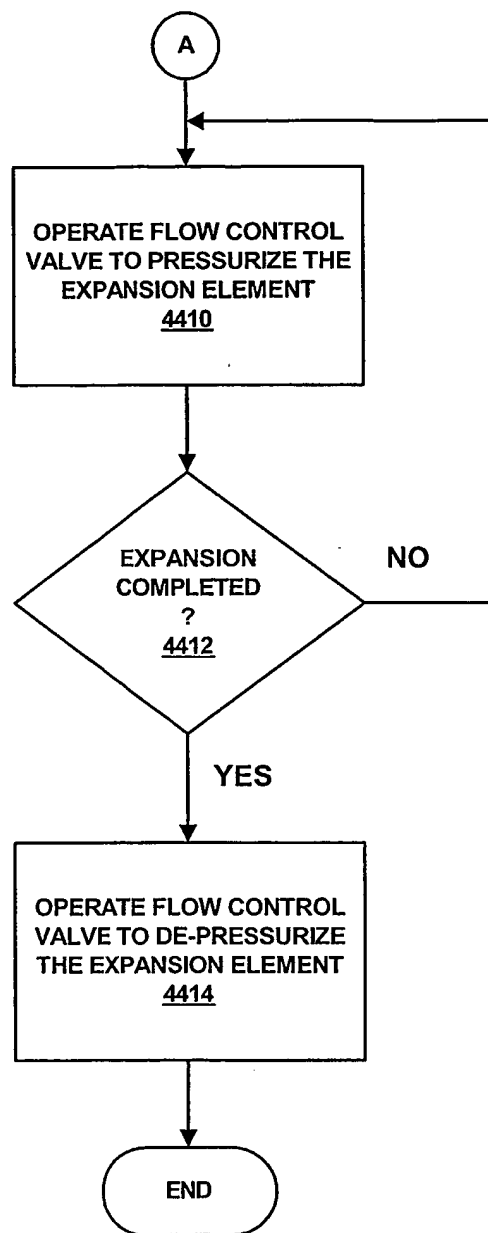 A
OPERATE FLOW CONTROL
VALVE TO PRESSURIZE THE
EXPANSION ELEMENT
4410
EXPANSION
COMPLETED
?
4412
NO
YES
OPERATE FLOW CONTROL
VALVE TO DE-PRESSURIZE
THE EXPANSION ELEMENT
4414
END